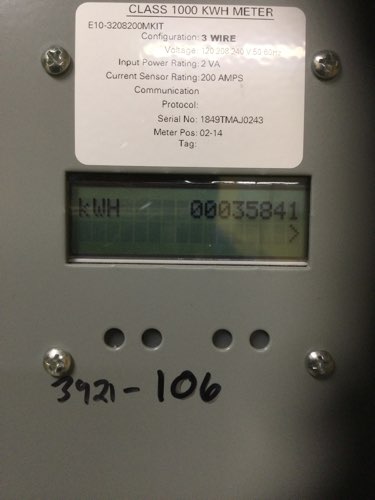 CLASS 1000 KWH METER
E10-3208200MKIT
Configuration: 3 WIRE
Voltage: 120 208 240 V 50-60Hz
Input Power Rating: 2 VA
Current Sensor Rating: 200 AMPS
Communication
Protocol:
Serial No: 1849TMAJ0243
Meter Pos: 02-14
Tag:
kWH 00035841
>
3921-106